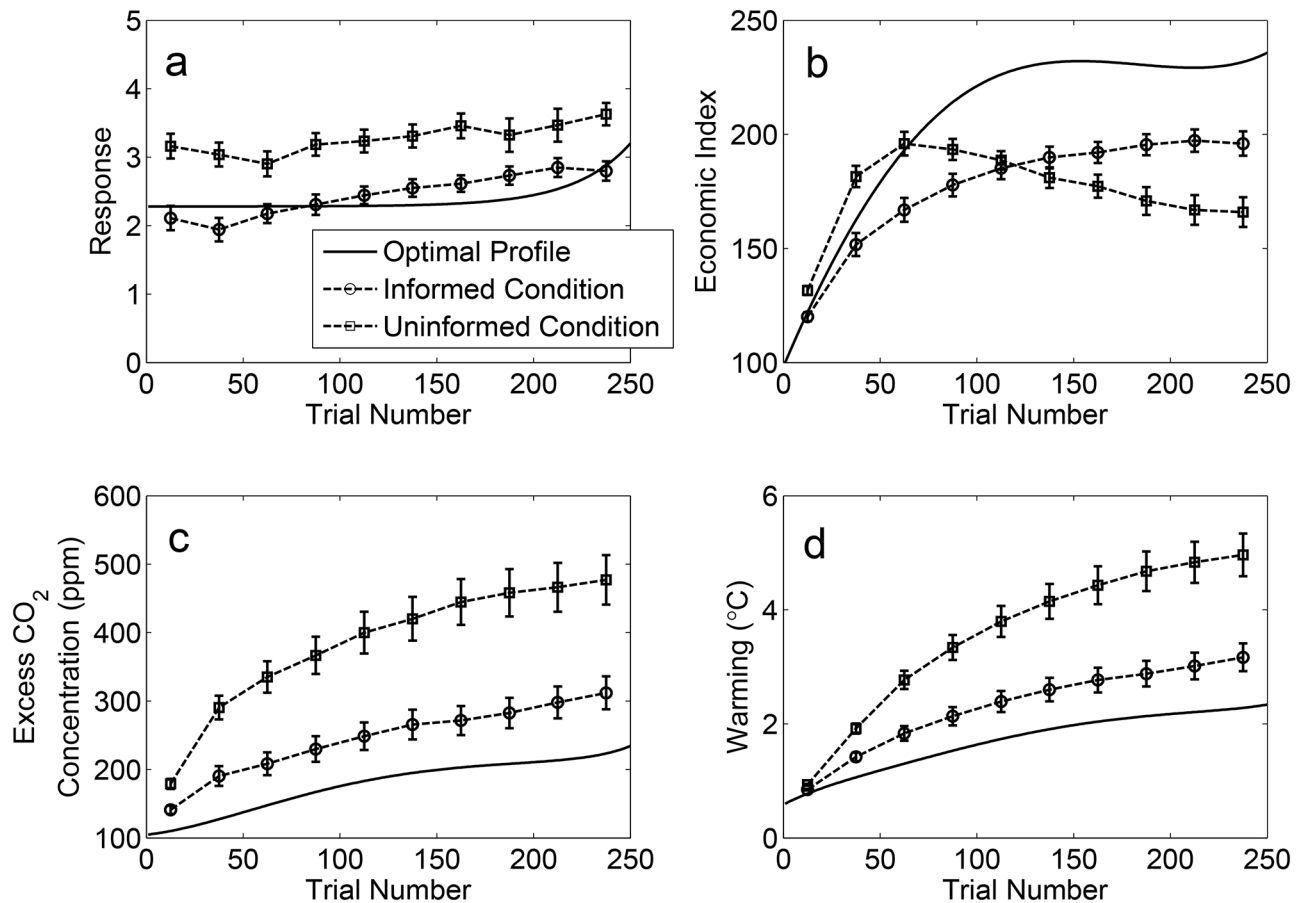 a
5
4
3
2
1
0
Response
Optimal Profile
Informed Condition
Uninformed Condition
0 50 100 150 200 250
Trial Number
b
250
200
150
100
Economic Index
0 50 100 150 200 250
Trial Number
c
600
500
400
300
200
100
Excess CO2
Concentration (ppm)
0 50 100 150 200 250
Trial Number
d
6
4
2
0
Warming (°C)
0 50 100 150 200 250
Trial Number